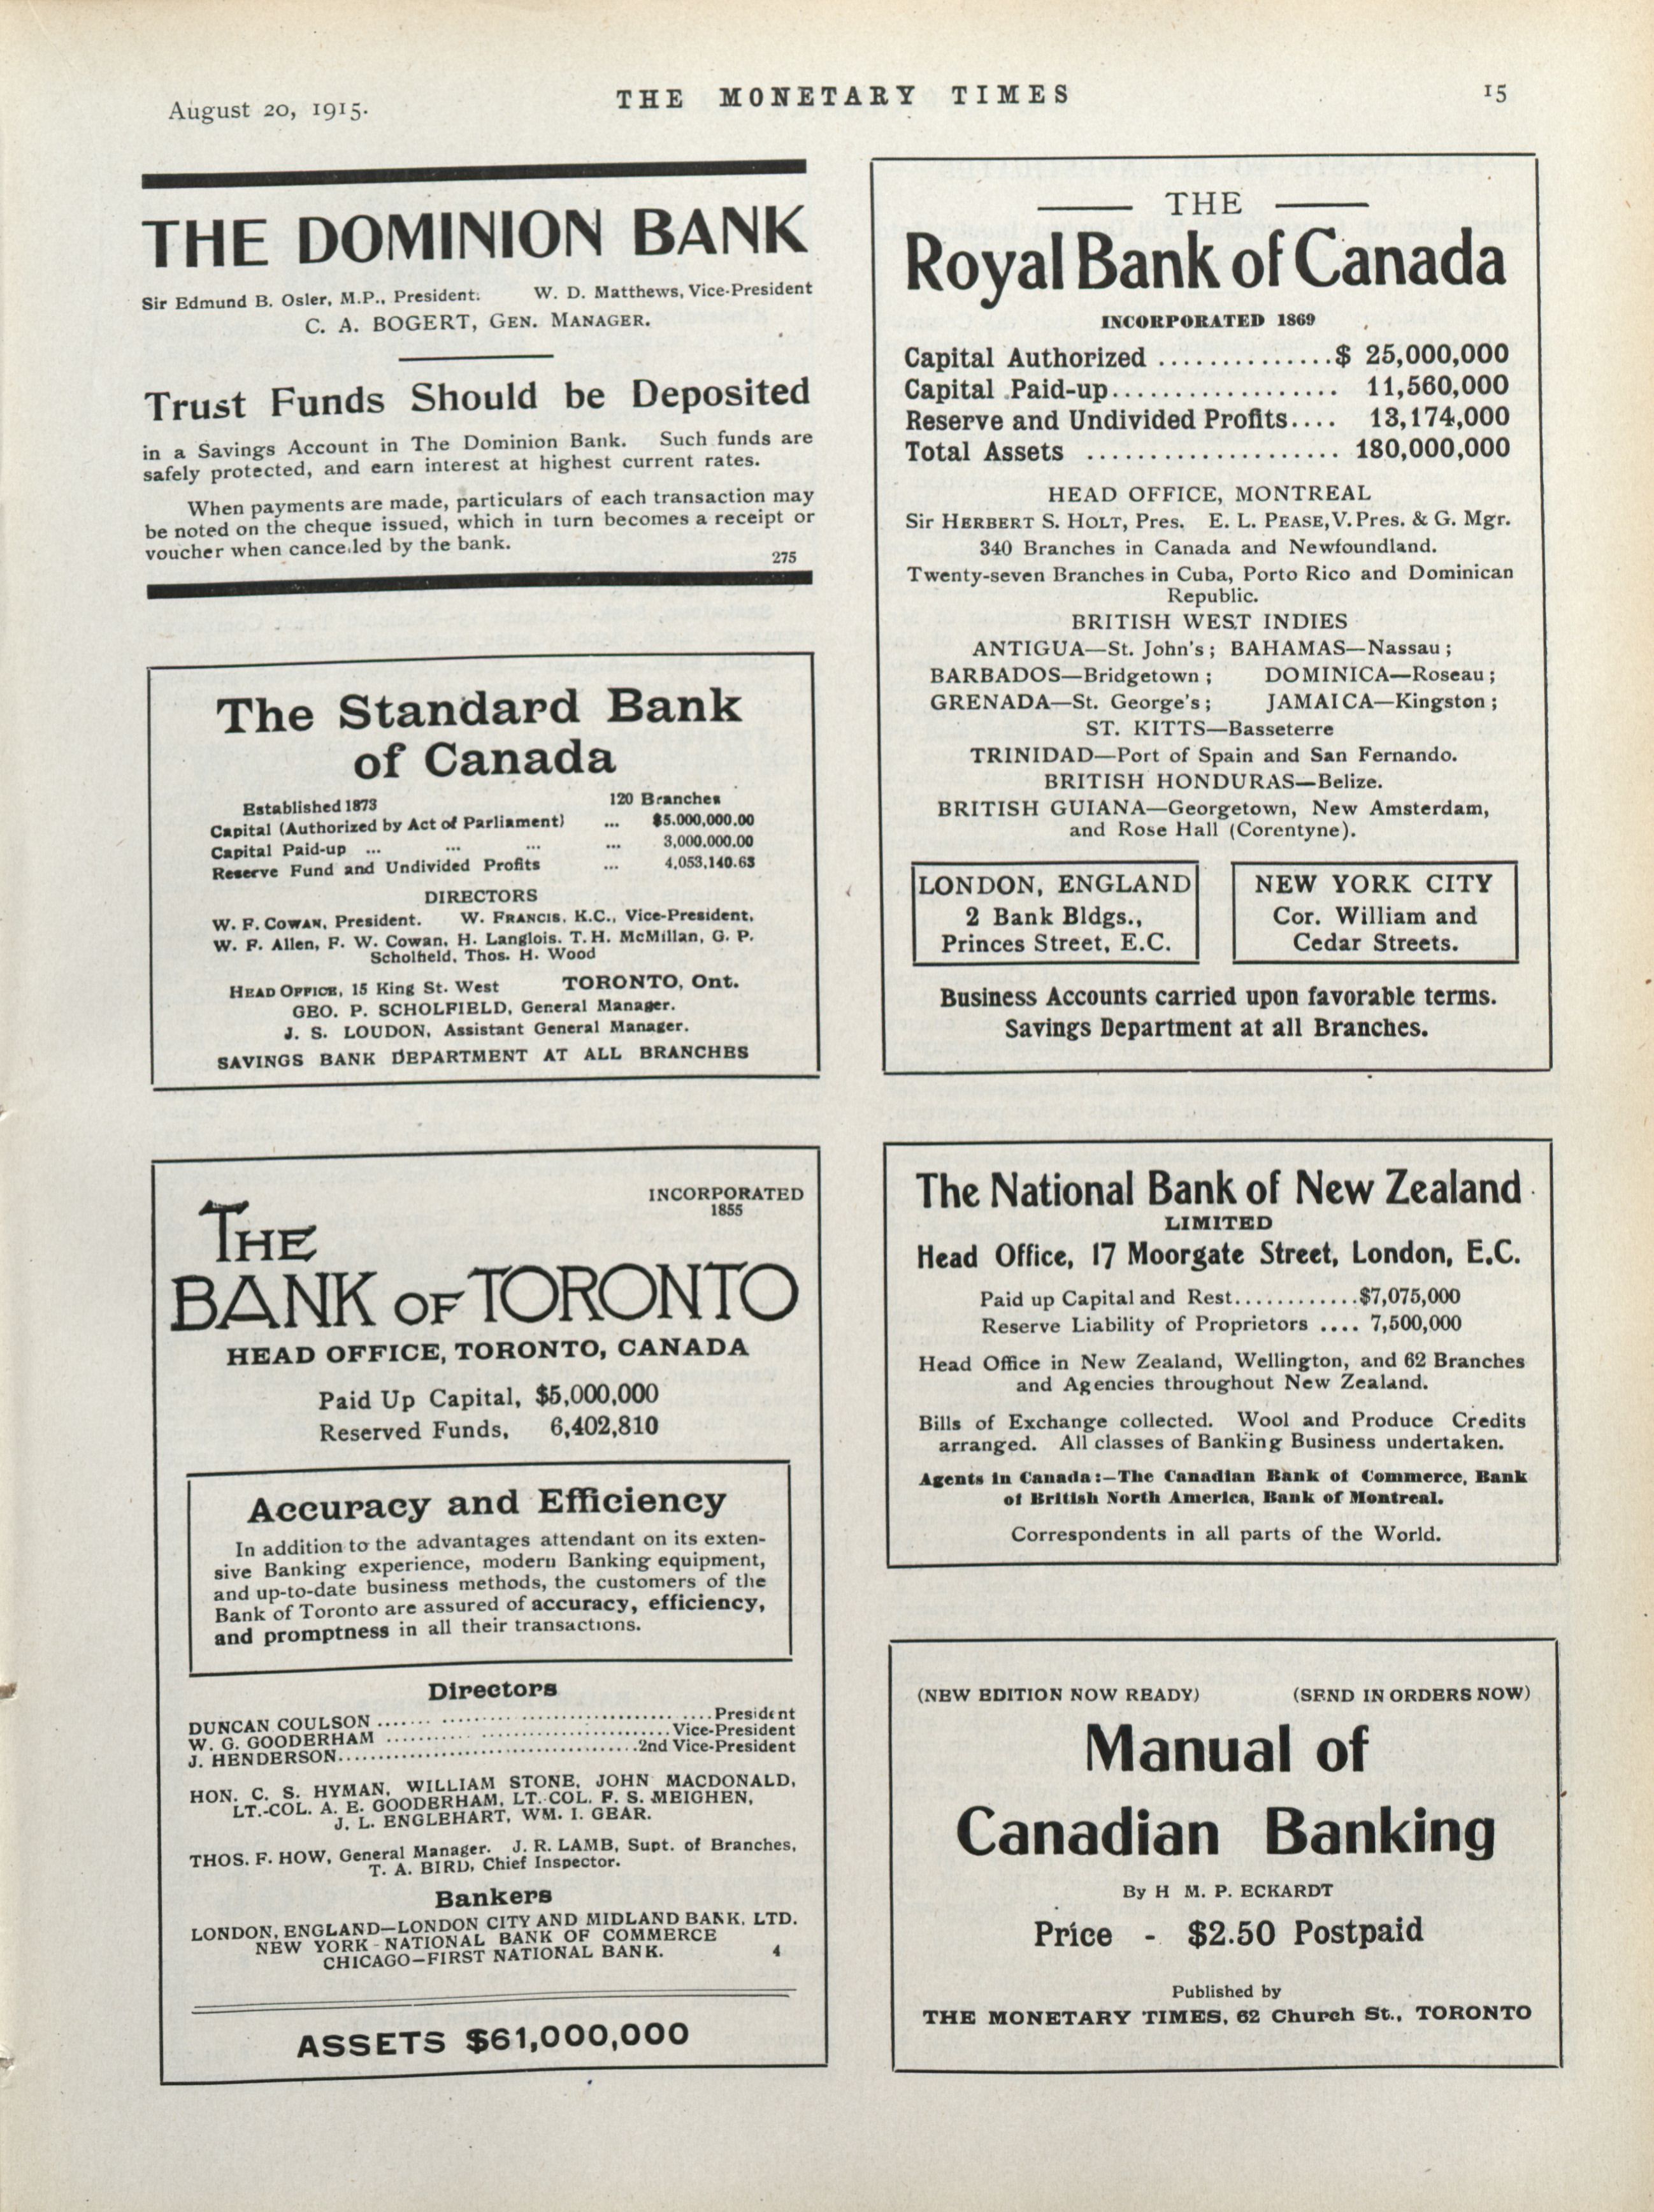 August 20, 1915.
THE MONETARY TIMES
15
THE DOMINION BANK
Sir Edmund B. Osler, M.P., President. W. D. Matthews, Vice-President
C. A. BOGERT, GEN. MANAGER.
Trust Funds Should be Deposited
in a Savings Account in The Dominion Bank. Such funds are
safely protected, and earn interest at highest current rates.
When payments are made, particulars of each transaction may
be noted on the cheque issued, which in turn becomes a receipt or
voucher when cancelled by the bank.
275
The Standard Bank
of Canada
Established 1873 120 Branches
Capital (Authorized by Act of Parliament) ... $5.000,000.00
Capital Paid-up ... ... ... ... 3,000.000.00
Reserve Fund and Undivided Profits ... 4,053,140.63
DIRECTORS
W. F. COWAN, President. W. FRANCIS, K.C., Vice-President,
W. F. Allen, F. W. Cowan, H. Langlois. T. H. McMillan, G. P.
Scholfield, Thos. H. Wood
HEAD OFFICE, 15 King St. West TORONTO, Ont.
GEO. P. SCHOLFIELD, General Manager.
J. S. LOUDON, Assistant General Manager.
SAVINGS BANK DEPARTMENT AT ALL BRANCHES
INCORPORATED
1855
THE
BANK OF TORONTO
HEAD OFFICE, TORONTO, CANADA
Paid Up Capital, $5,000,000
Reserved Funds, 6,402,810
Accuracy and Efficiency
In addition to the advantages attendant on its exten-
sive Banking experience, modern Banking equipment,
and up-to-date business methods, the customers of the
Bank of Toronto are assured of accuracy, efficiency,
and promptness in all their transactions.
Directors
DUNCAN COULSON ........ President
W. G. GOODERHAM ........ Vice-President
J. HENDERSON........ 2nd Vice-President
HON. C. S. HYMAN, WILLIAM STONE, JOHN MACDONALD,
LT.-COL. A. E. GOODERHAM, LT.-COL. F. S. MEIGHEN,
J. L. ENGLEHART, WM. I. GEAR.
THOS. F. HOW, General Manager. J. R. LAMB, Supt. of Branches,
T. A. BIRD, Chief Inspector.
Bankers
LONDON, ENGLAND—LONDON CITY AND MIDLAND BANK, LTD.
NEW YORK-NATIONAL BANK OF COMMERCE
CHICAGO—FIRST NATIONAL BANK. 4
ASSETS $61,000,000
THE
Royal Bank of Canada
INCORPORATED 1869
Capital Authorized ..............$ 25,000,000
Capital Paid-up.................. 11,560,000
Reserve and Undivided Profits.... 13,174,000
Total Assets .................... 180,000,000
HEAD OFFICE, MONTREAL
Sir HERBERT S. HOLT, Pres. E. L. PEASE, V. Pres. & G. Mgr.
340 Branches in Canada and Newfoundland.
Twenty-seven Branches in Cuba, Porto Rico and Dominican
Republic.
BRITISH WEST INDIES
ANTIGUA—St. John's; BAHAMAS—Nassau;
BARBADOS—Bridgetown; DOMINICA—Roseau;
GRENADA—St. George's; JAMAICA—Kingston;
ST. KITTS—Basseterre
TRINIDAD—Port of Spain and San Fernando.
BRITISH HONDURAS—Belize.
BRITISH GUIANA—Georgetown, New Amsterdam,
and Rose Hall (Corentyne).
LONDON, ENGLAND
2 Bank Bldgs.,
Princes Street, E.C.
NEW YORK CITY
Cor. William and
Cedar Streets.
Business Accounts carried upon favorable terms.
Savings Department at all Branches.
The National Bank of New Zealand
LIMITED
Head Office, 17 Moorgate Street, London, E.C.
Paid up Capital and Rest............$7,075,000
Reserve Liability of Proprietors .... 7,500,000
Head Office in New Zealand, Wellington, and 62 Branches
and Agencies throughout New Zealand.
Bills of Exchange collected. Wool and Produce Credits
arranged. All classes of Banking Business undertaken.
Agents in Canada:—The Canadian Bank of Commerce, Bank
of British North America, Bank of Montreal.
Correspondents in all parts of the World.
(NEW EDITION NOW READY) (SEND IN ORDERS NOW)
Manual of
Canadian Banking
By H M. P. ECKARDT
Price - $2.50 Postpaid
Published by
THE MONETARY TIMES, 62 Church St., TORONTO